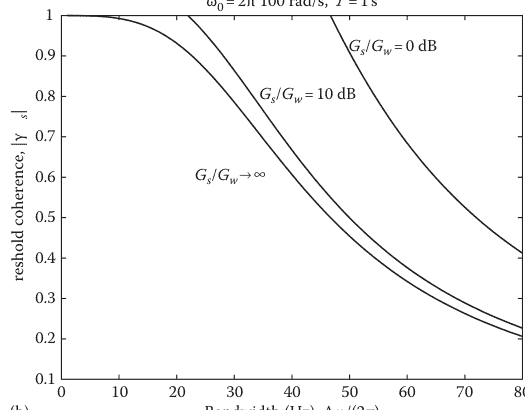 ω₀ = 2π 100 rad/s, T = 1 s
1
Gs/Gw = 0 dB
0.9
0.8
Gs/Gw = 10 dB
0.7
Gs/Gw → ∞
0.6
reshold coherence, |γ s|
0.5
0.4
0.3
0.2
0.1
0 10 20 30 40 50 60 70 80
(b) Bandwidth (Hz), Δω/(2π)